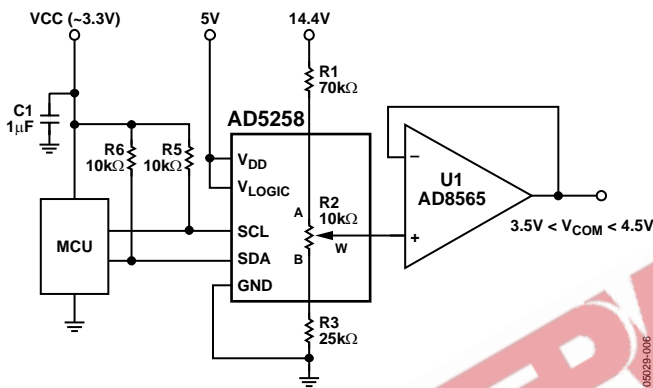 VCC (~3.3V)
5V
14.4V
R1
70kΩ
C1
1μF
AD5258
R6
10kΩ
R5
10kΩ
VDD
VLOGIC
R2
10kΩ
A
W
B
U1
AD8565
–
+
3.5V < VCOM < 4.5V
MCU
SCL
SDA
GND
R3
25kΩ
05029-006